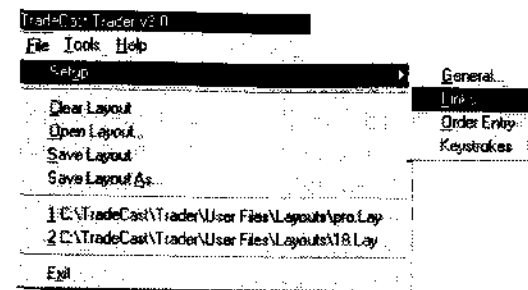 TradeCast Trader v3.0
File Tools Help
Setup
General...
Links...
Order Entry
Keystrokes
Clear Layout
Open Layout...
Save Layout
Save Layout As...
1 C:\TradeCast\Trader\User Files\Layouts\pro.Lay
2 C:\TradeCast\Trader\User Files\Layouts\18.Lay
Exit